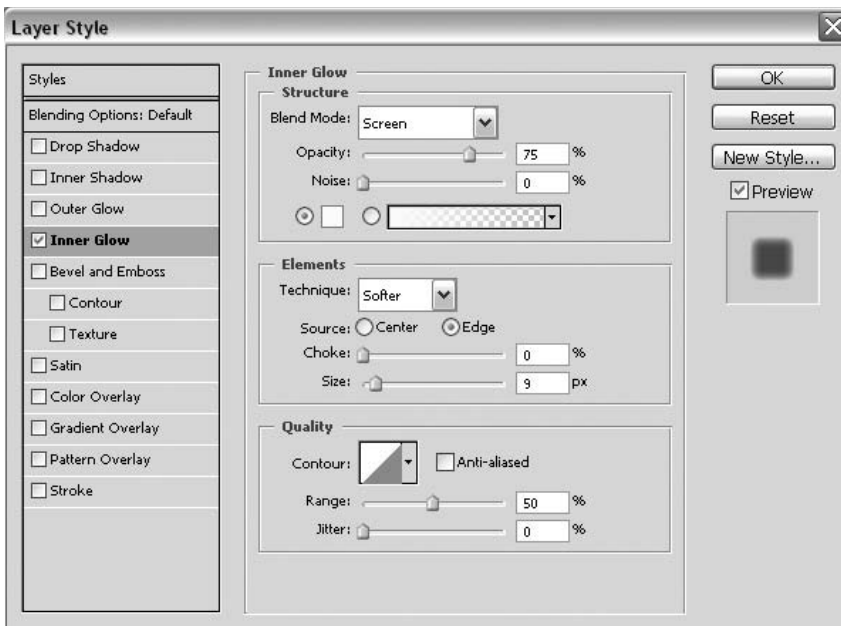 Layer Style
Styles
Blending Options: Default
Drop Shadow
Inner Shadow
Outer Glow
Inner Glow
Bevel and Emboss
Contour
Texture
Satin
Color Overlay
Gradient Overlay
Pattern Overlay
Stroke
Inner Glow
Structure
Blend Mode: Screen
Opacity: 75 %
Noise: 0 %
Elements
Technique: Softer
Source: Center Edge
Choke: 0 %
Size: 9 px
Quality
Contour: Anti-aliased
Range: 50 %
Jitter: 0 %
OK
Reset
New Style...
Preview